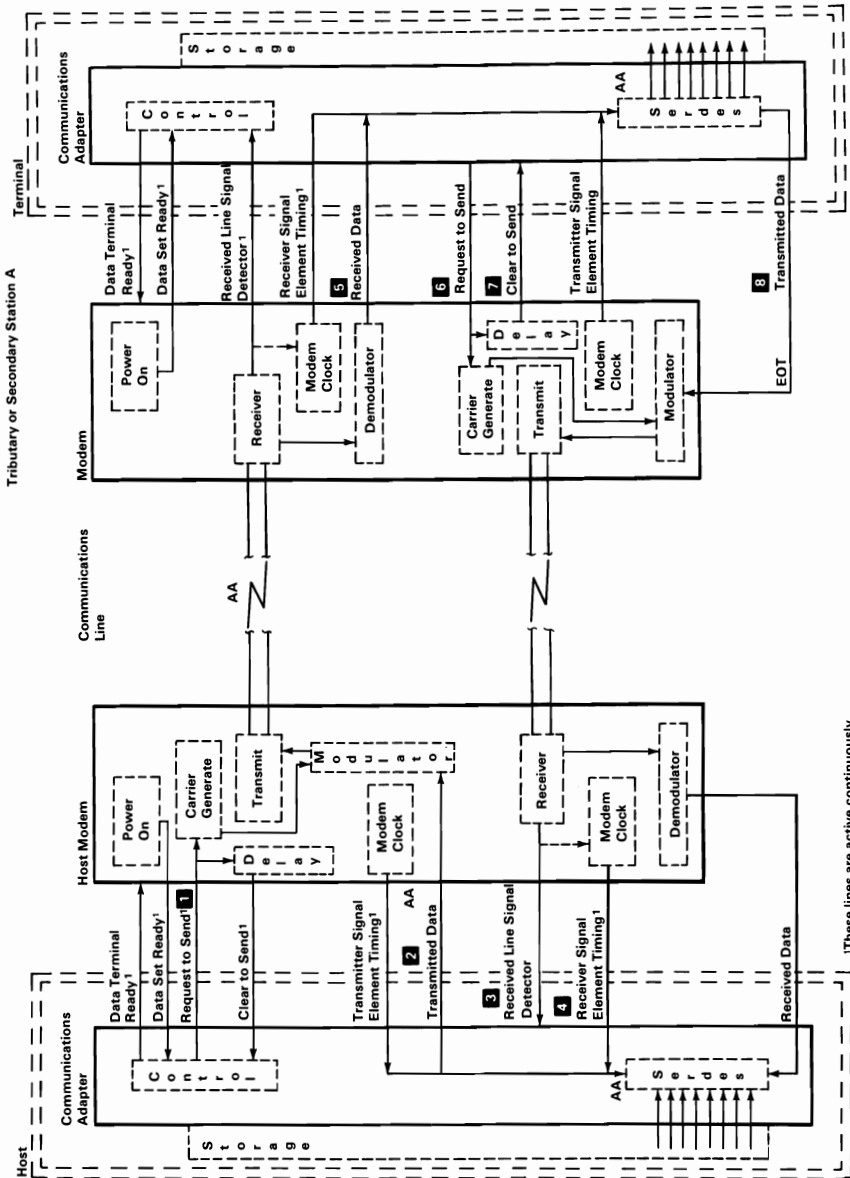 Tributary or Secondary Station A
Host
Communications
Adapter
Storage
Control
Data Terminal
Ready¹
Data Set Ready¹
Request to Send¹
1
Clear to Send¹
Transmitter Signal
Element Timing¹
2
AA
Transmitted Data
3
Received Line Signal
Detector
4
Receiver Signal
Element Timing¹
AA
Serdes
Received Data
Host Modem
Power
On
Carrier
Generate
Delay
Transmit
Modulator
Modem
Clock
Receiver
Modem
Clock
Demodulator
Communications
Line
AA
Modem
Power
On
Receiver
Modem
Clock
Demodulator
Carrier
Generate
Delay
Transmit
Modem
Clock
Modulator
EOT
Terminal
Data Terminal
Ready¹
Data Set Ready¹
Received Line Signal
Detector¹
Receiver Signal
Element Timing¹
5
Received Data
6
Request to Send
7
Clear to Send
Transmitter Signal
Element Timing
8
Transmitted Data
Communications
Adapter
Control
Storage
AA
Serdes
¹These lines are active continuously